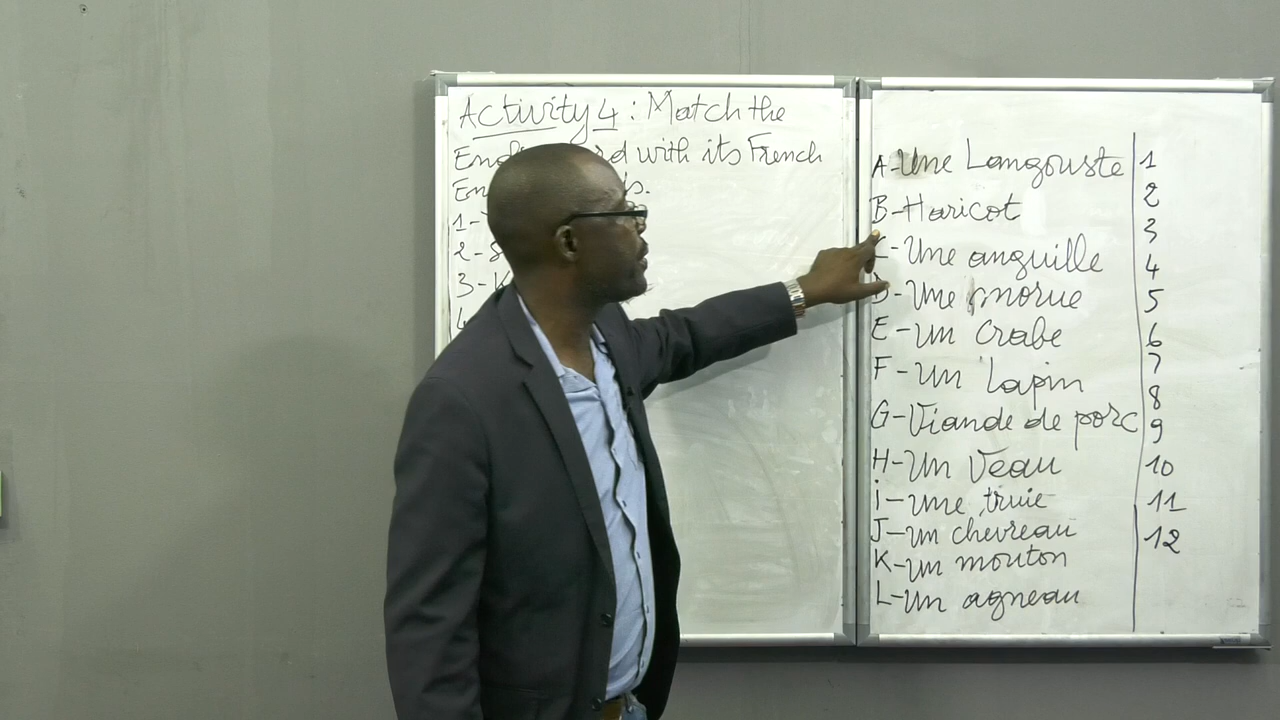 Activity 4 : Match the
with its French
1-
2-S
3-K
4
A-Une Langouste
B-Haricot
C-Une anguille
D-Une morue
E-un crabe
F-un lapin
G-Viande de porc
H-Un Veau
i-une truie
J-un chevreau
K-un mouton
L-un agneau
1
2
3
4
5
6
7
8
9
10
11
12